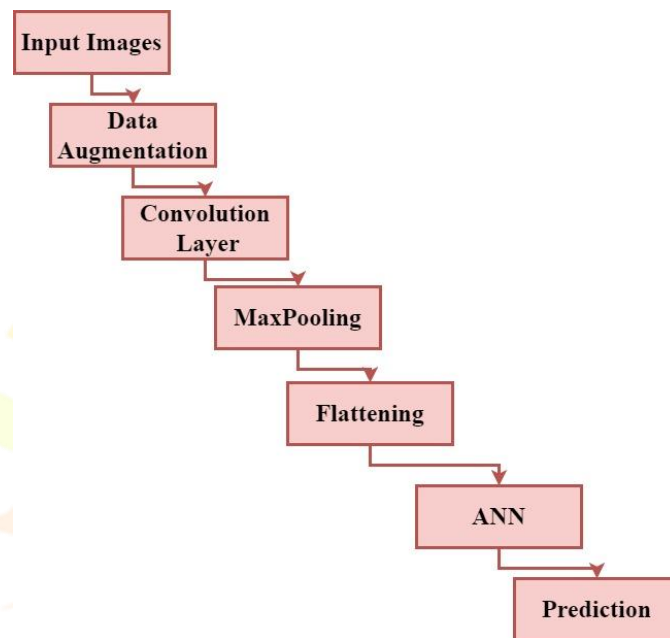 Input Images
Data
Augmentation
Convolution
Layer
MaxPooling
Flattening
ANN
Prediction